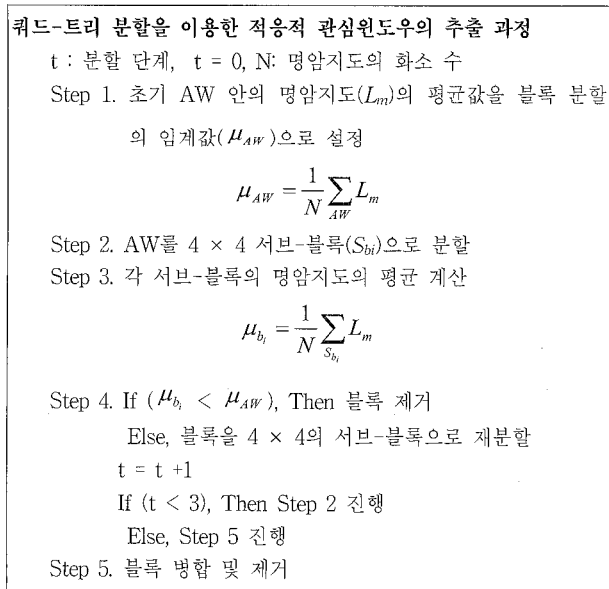 쿼드-트리 분할을 이용한 적응적 관심윈도우의 추출 과정
t : 분할 단계, t = 0, N: 명암지도의 화소 수
Step 1. 초기 AW 안의 명암지도(L_m)의 평균값을 블록 분할
의 임계값(μ_AW)으로 설정
μ_AW = 1/N ∑_AW L_m
Step 2. AW를 4 × 4 서브-블록(S_bi)으로 분할
Step 3. 각 서브-블록의 명암지도의 평균 계산
μ_b_i = 1/N ∑_S_b_i L_m
Step 4. If (μ_b_i < μ_AW), Then 블록 제거
Else, 블록을 4 × 4의 서브-블록으로 재분할
t = t +1
If (t < 3), Then Step 2 진행
Else, Step 5 진행
Step 5. 블록 병합 및 제거